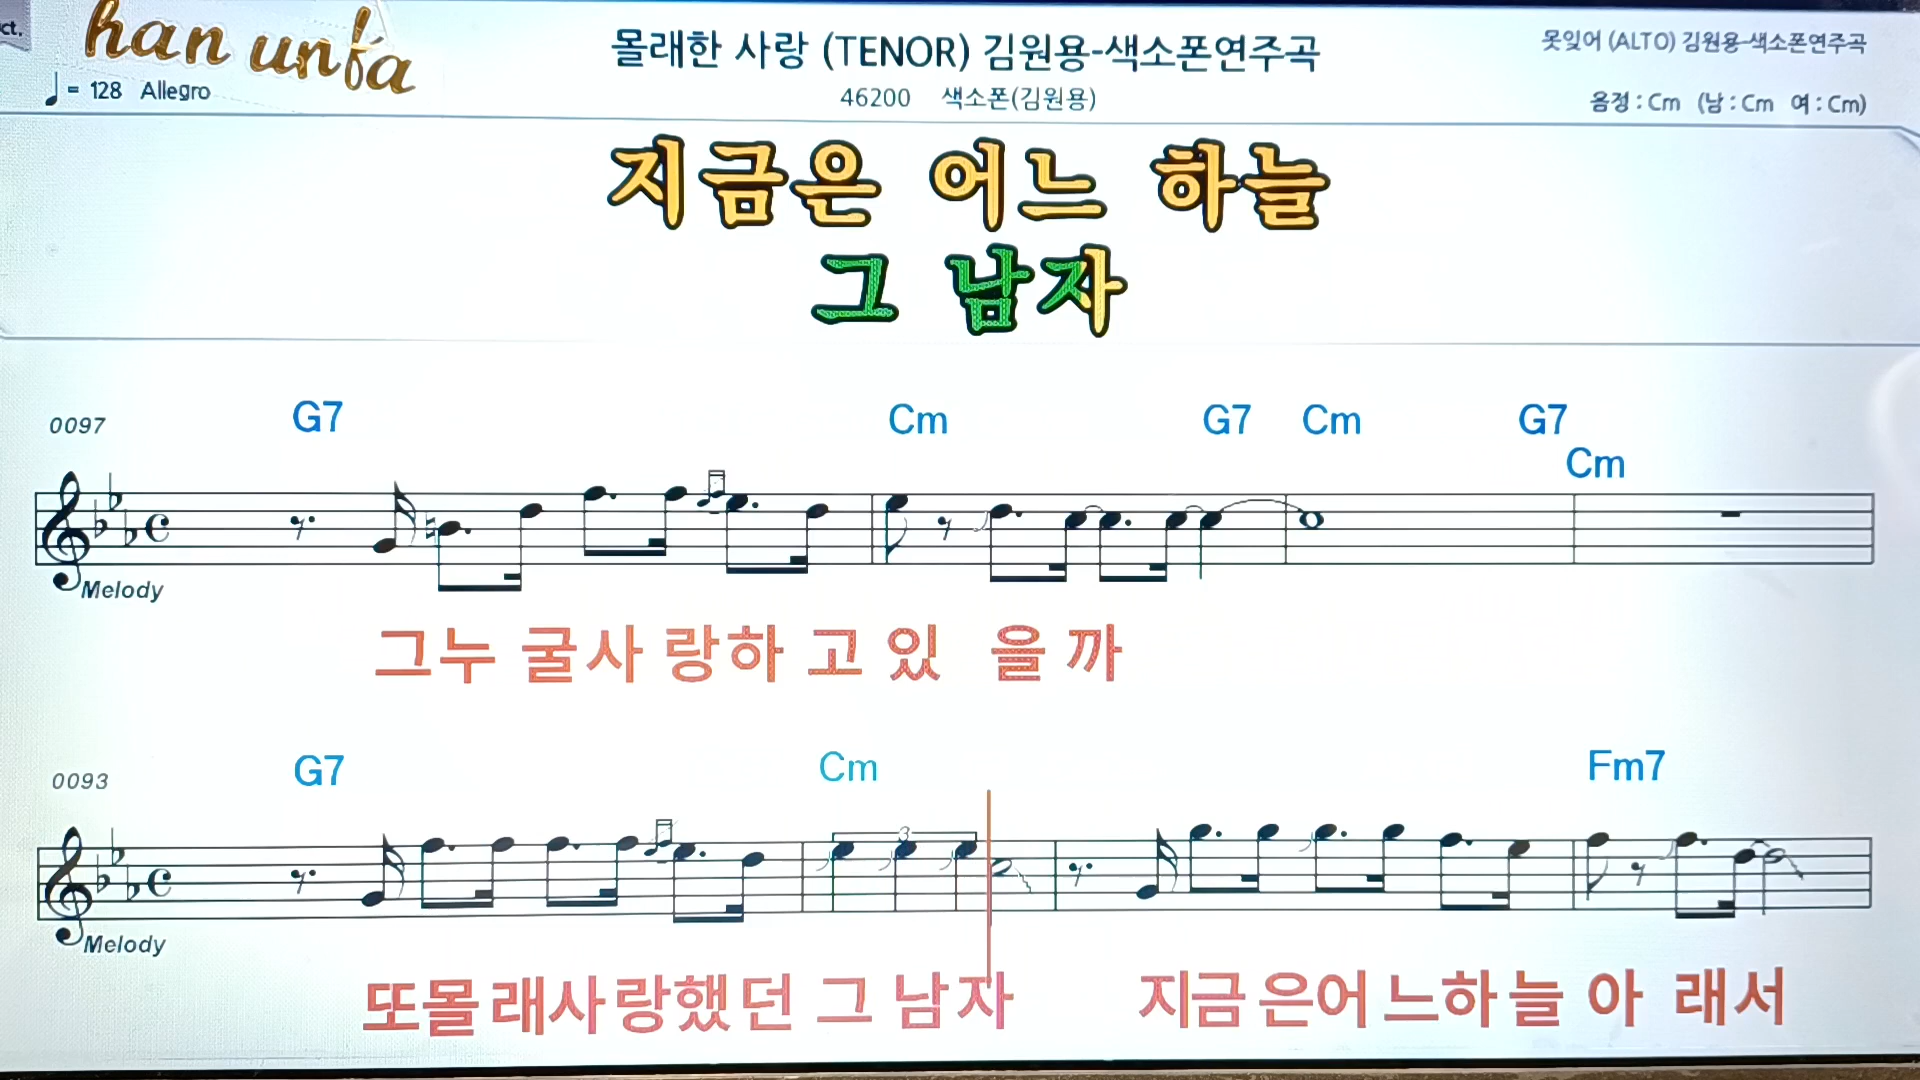 ct.
han unfa
♩ = 128 Allegro
몰래한 사랑 (TENOR) 김원용-색소폰연주곡
46200 색소폰(김원용)
못잊어 (ALTO) 김원용-색소폰연주곡
음정 : Cm (남 : Cm 여 : Cm)
지금은 어느 하늘
그 남자
0097 G7 Cm G7 Cm G7
Cm
Melody
그누 굴사 랑하 고 있 을 까
0093 G7 Cm Fm7
3
Melody
또몰 래사랑했 던 그 남 자 지금 은어 느하 늘 아 래서